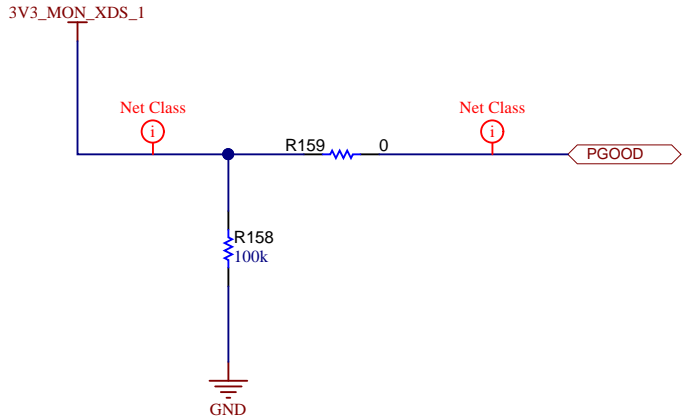 3V3_MON_XDS_1
Net Class
i
Net Class
i
R159
0
PGOOD
R158
100k
GND